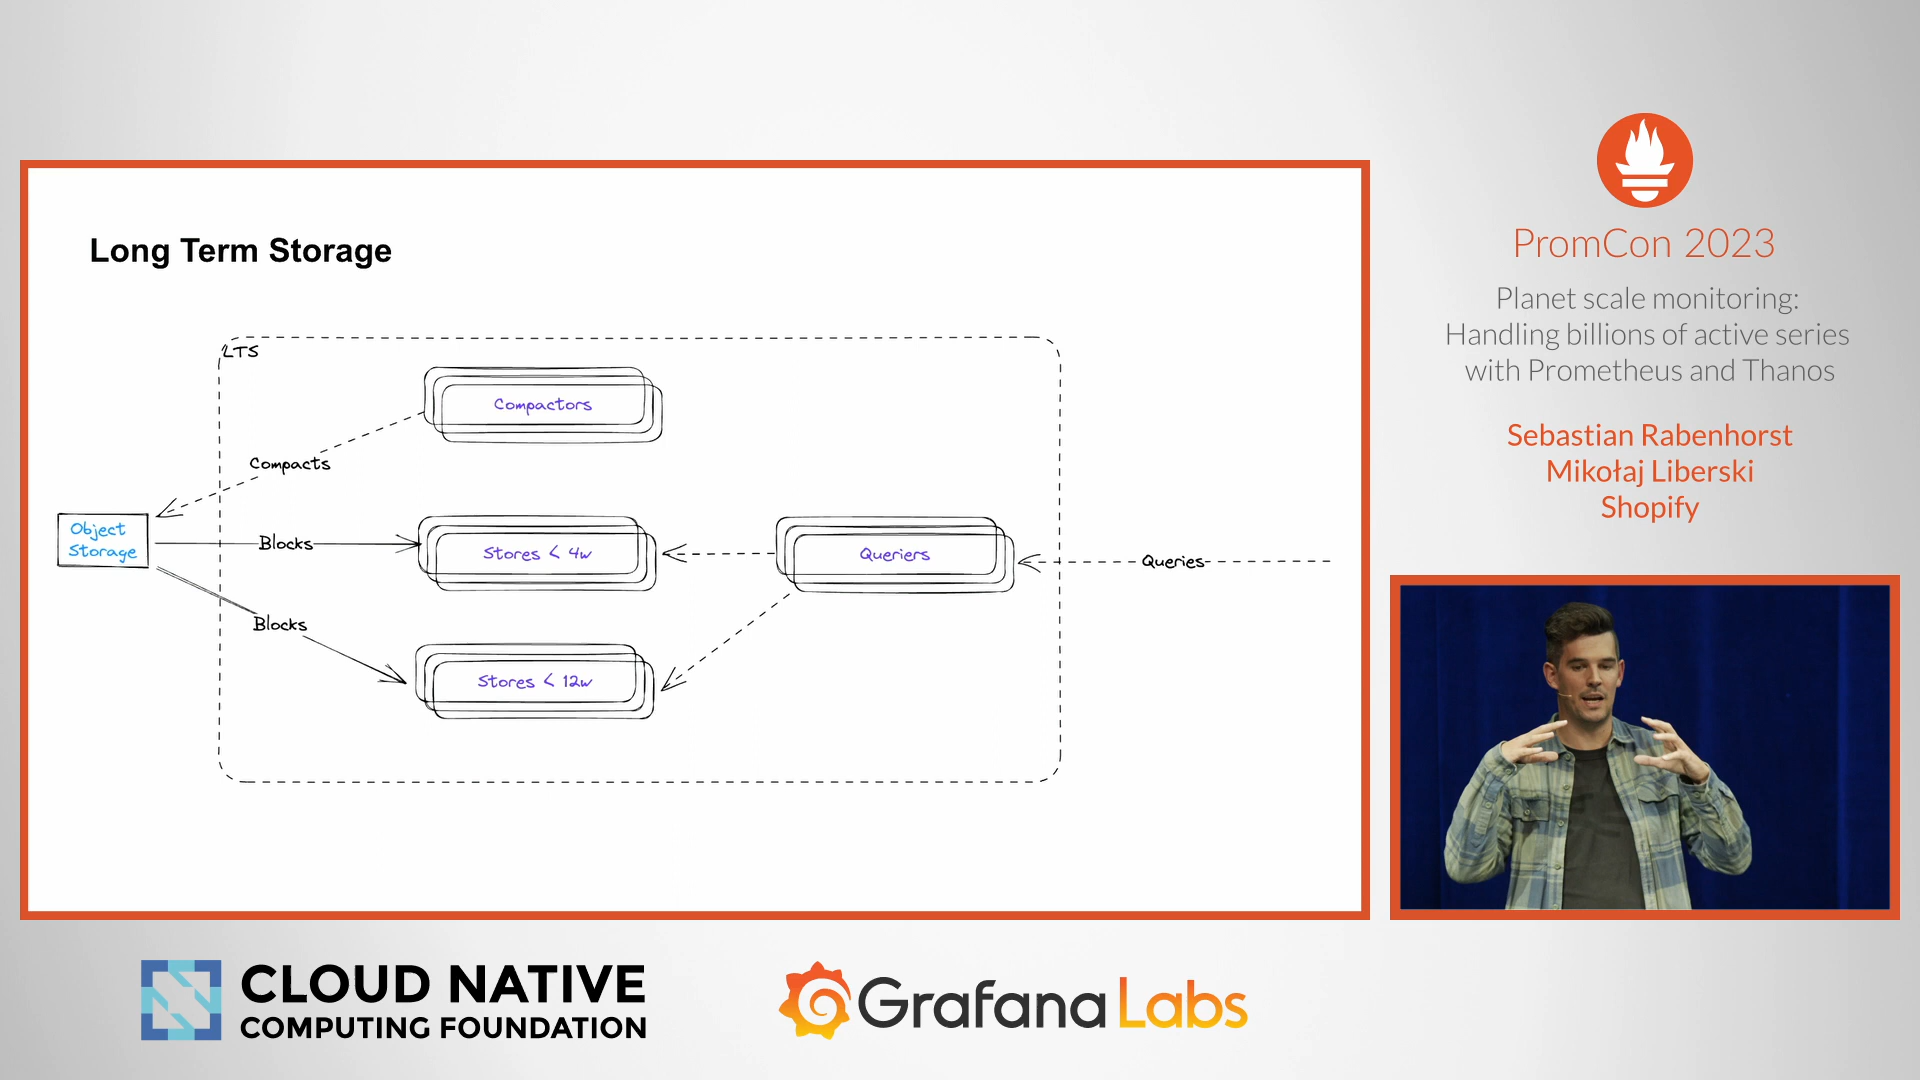 Long Term Storage
LTS
Compactors
Compacts
Object
Storage
Blocks
Stores < 4w
Queriers
Queries
Blocks
Stores < 12w
PromCon 2023
Planet scale monitoring:
Handling billions of active series
with Prometheus and Thanos
Sebastian Rabenhorst
Mikołaj Liberski
Shopify
CLOUD NATIVE
COMPUTING FOUNDATION
Grafana Labs